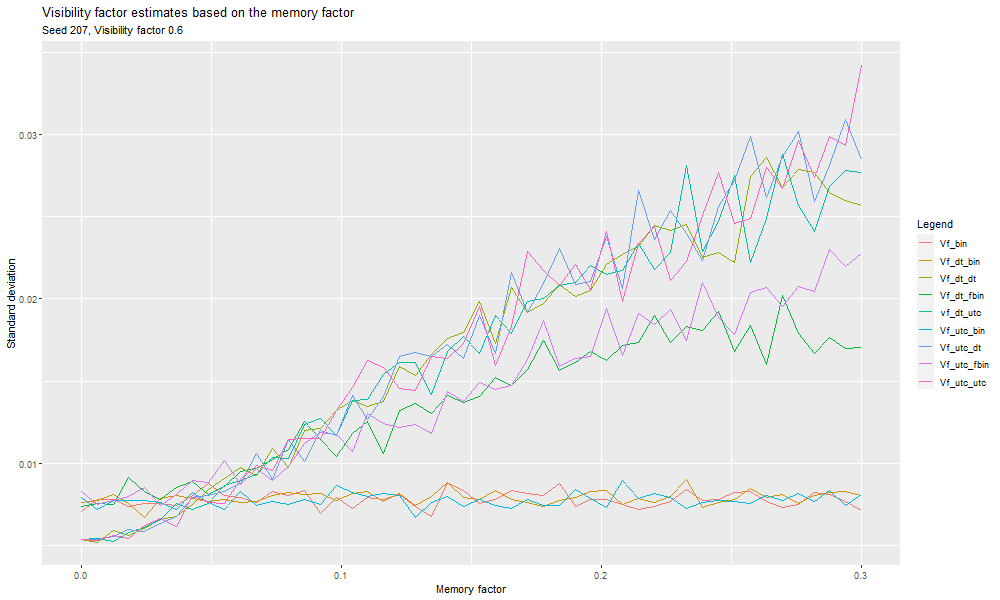 Visibility factor estimates based on the memory factor
Seed 207, Visibility factor 0.6
Standard deviation
0.03
0.02
0.01
0.0
0.1
0.2
0.3
Memory factor
Legend
Vf_bin
Vf_dt_bin
Vf_dt_dt
Vf_dt_fbin
vf_dt_utc
Vf_utc_bin
Vf_utc_dt
Vf_utc_fbin
Vf_utc_utc